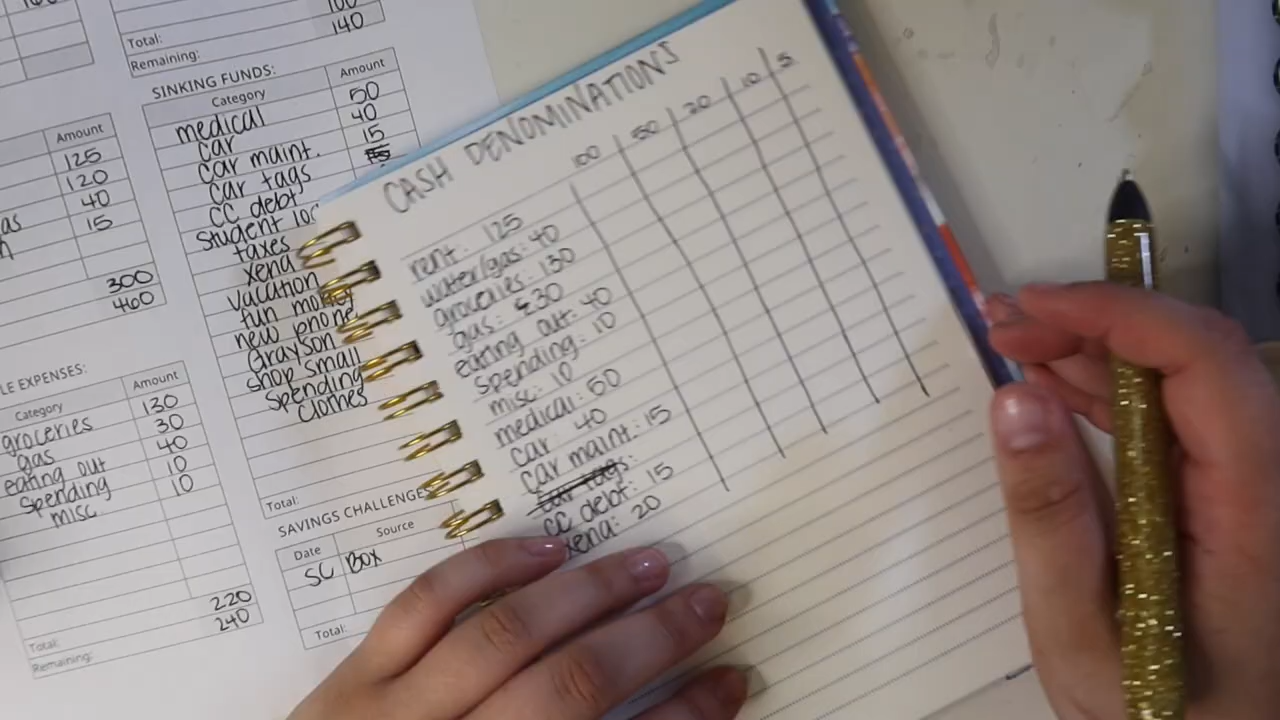 100
Total: 140
Remaining:
SINKING FUNDS:
Category Amount
medical 50
car 40
car maint. 15
car tags
cc debt
student
taxes
xena
vacation
fun money
new phone
Grayson
shop small
Spending
Clothes
Total:
SAVINGS CHALLENGES
Date Source
SC BOX
Total:
Amount
125
120
40
15
300
460
LE EXPENSES:
Category Amount
groceries 130
gas 30
eating out 40
spending 10
misc 10
Total: 220
Remaining: 240
CASH DENOMINATIONS
100 50 20 10 5
rent: 125
water/gas: 40
groceries: 130
gas: 30
eating out: 40
spending: 10
misc: 10
medical: 50
car: 40
car maint: 15
car tags:
cc debt: 15
xena: 20